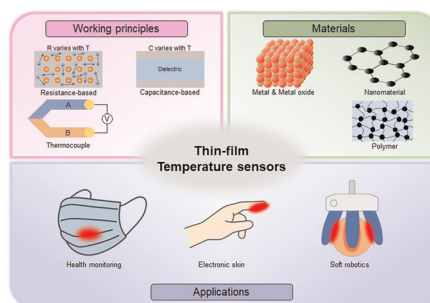 Working principles
R varies with T
C varies with T
Dielectric
Resistance-based
Capacitance-based
A
B
V
Thermocouple
Materials
Metal & Metal oxide
Nanomaterial
Polymer
Thin-film
Temperature sensors
Health monitoring
Electronic skin
Soft robotics
Applications